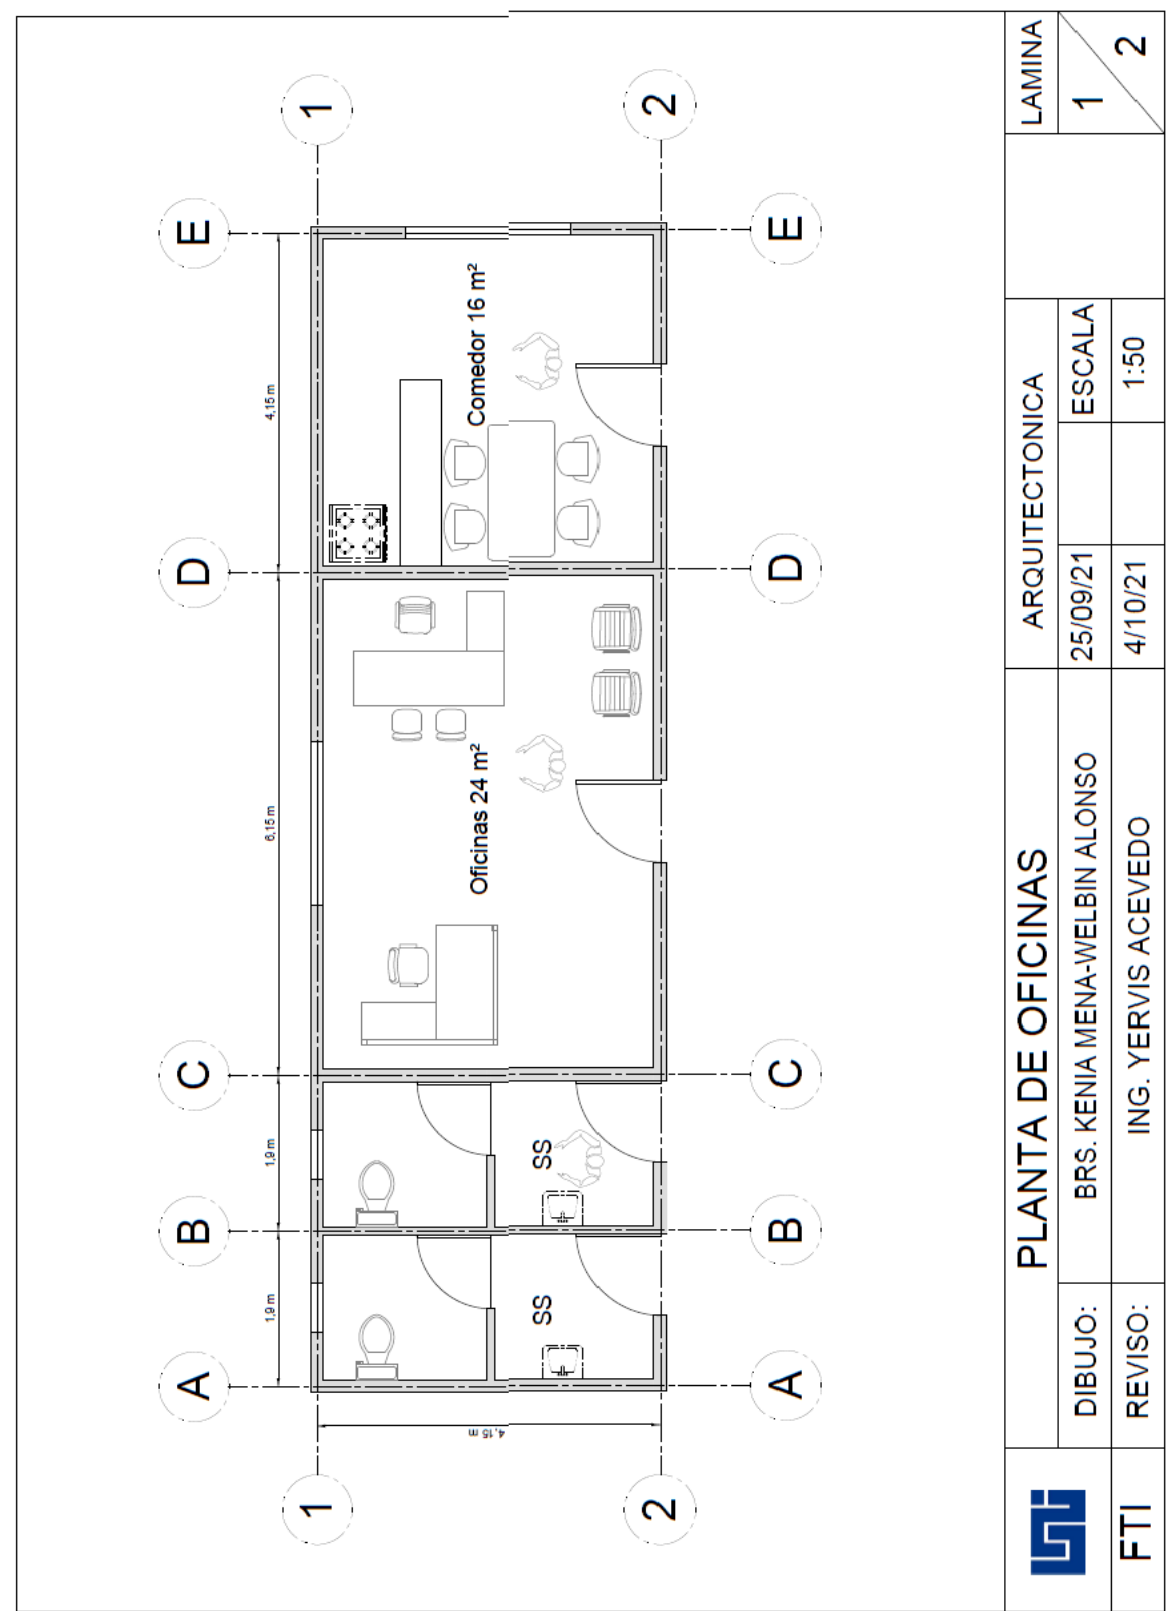 1
2
E
E
4,15 m
Comedor 16 m²
D
D
6,15 m
Oficinas 24 m²
C
C
1,9 m
SS
B
B
1,9 m
SS
A
A
4,15 m
1
2
PLANTA DE OFICINAS
ARQUITECTONICA
LAMINA
DIBUJO:
BRS. KENIA MENA-WELBIN ALONSO
25/09/21
ESCALA
1
2
FTI
REVISO:
ING. YERVIS ACEVEDO
4/10/21
1:50